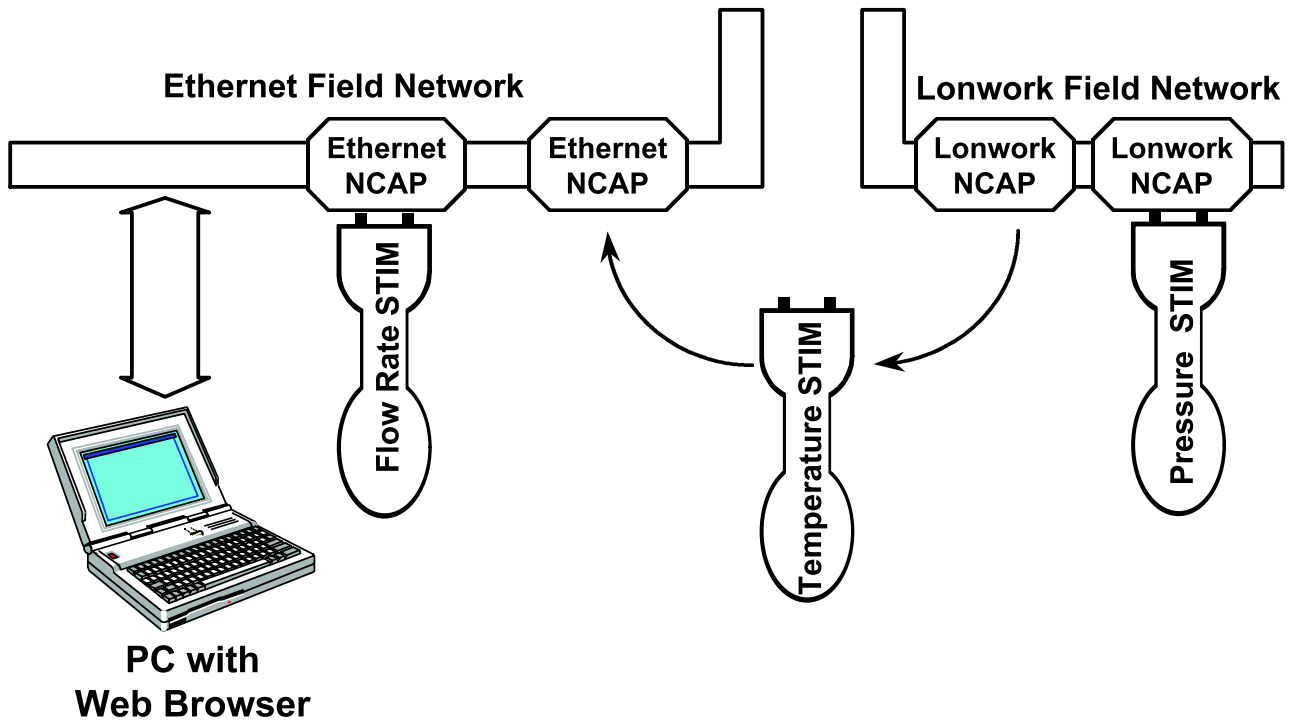 Ethernet Field Network
Lonwork Field Network
Ethernet
NCAP
Ethernet
NCAP
Lonwork
NCAP
Lonwork
NCAP
Flow Rate STIM
Temperature STIM
Pressure STIM
PC with
Web Browser